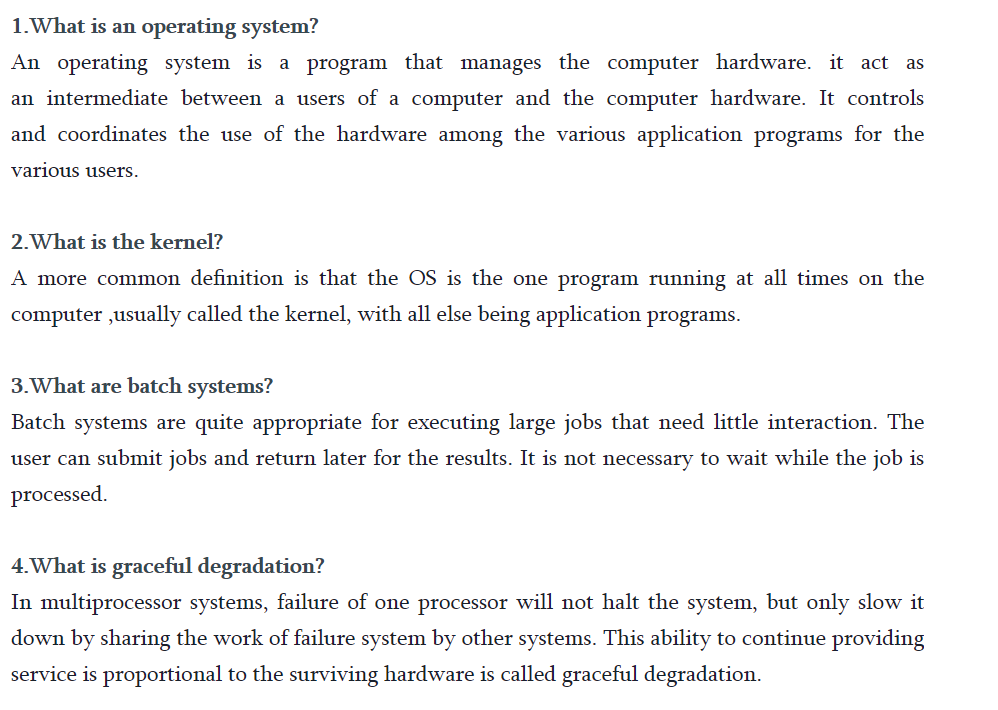 1.What is an operating system?
An operating system is a program that manages the computer hardware. it act as
an intermediate between a users of a computer and the computer hardware. It controls
and coordinates the use of the hardware among the various application programs for the
various users.
2.What is the kernel?
A more common definition is that the OS is the one program running at all times on the
computer ,usually called the kernel, with all else being application programs.
3.What are batch systems?
Batch systems are quite appropriate for executing large jobs that need little interaction. The
user can submit jobs and return later for the results. It is not necessary to wait while the job is
processed.
4.What is graceful degradation?
In multiprocessor systems, failure of one processor will not halt the system, but only slow it
down by sharing the work of failure system by other systems. This ability to continue providing
service is proportional to the surviving hardware is called graceful degradation.